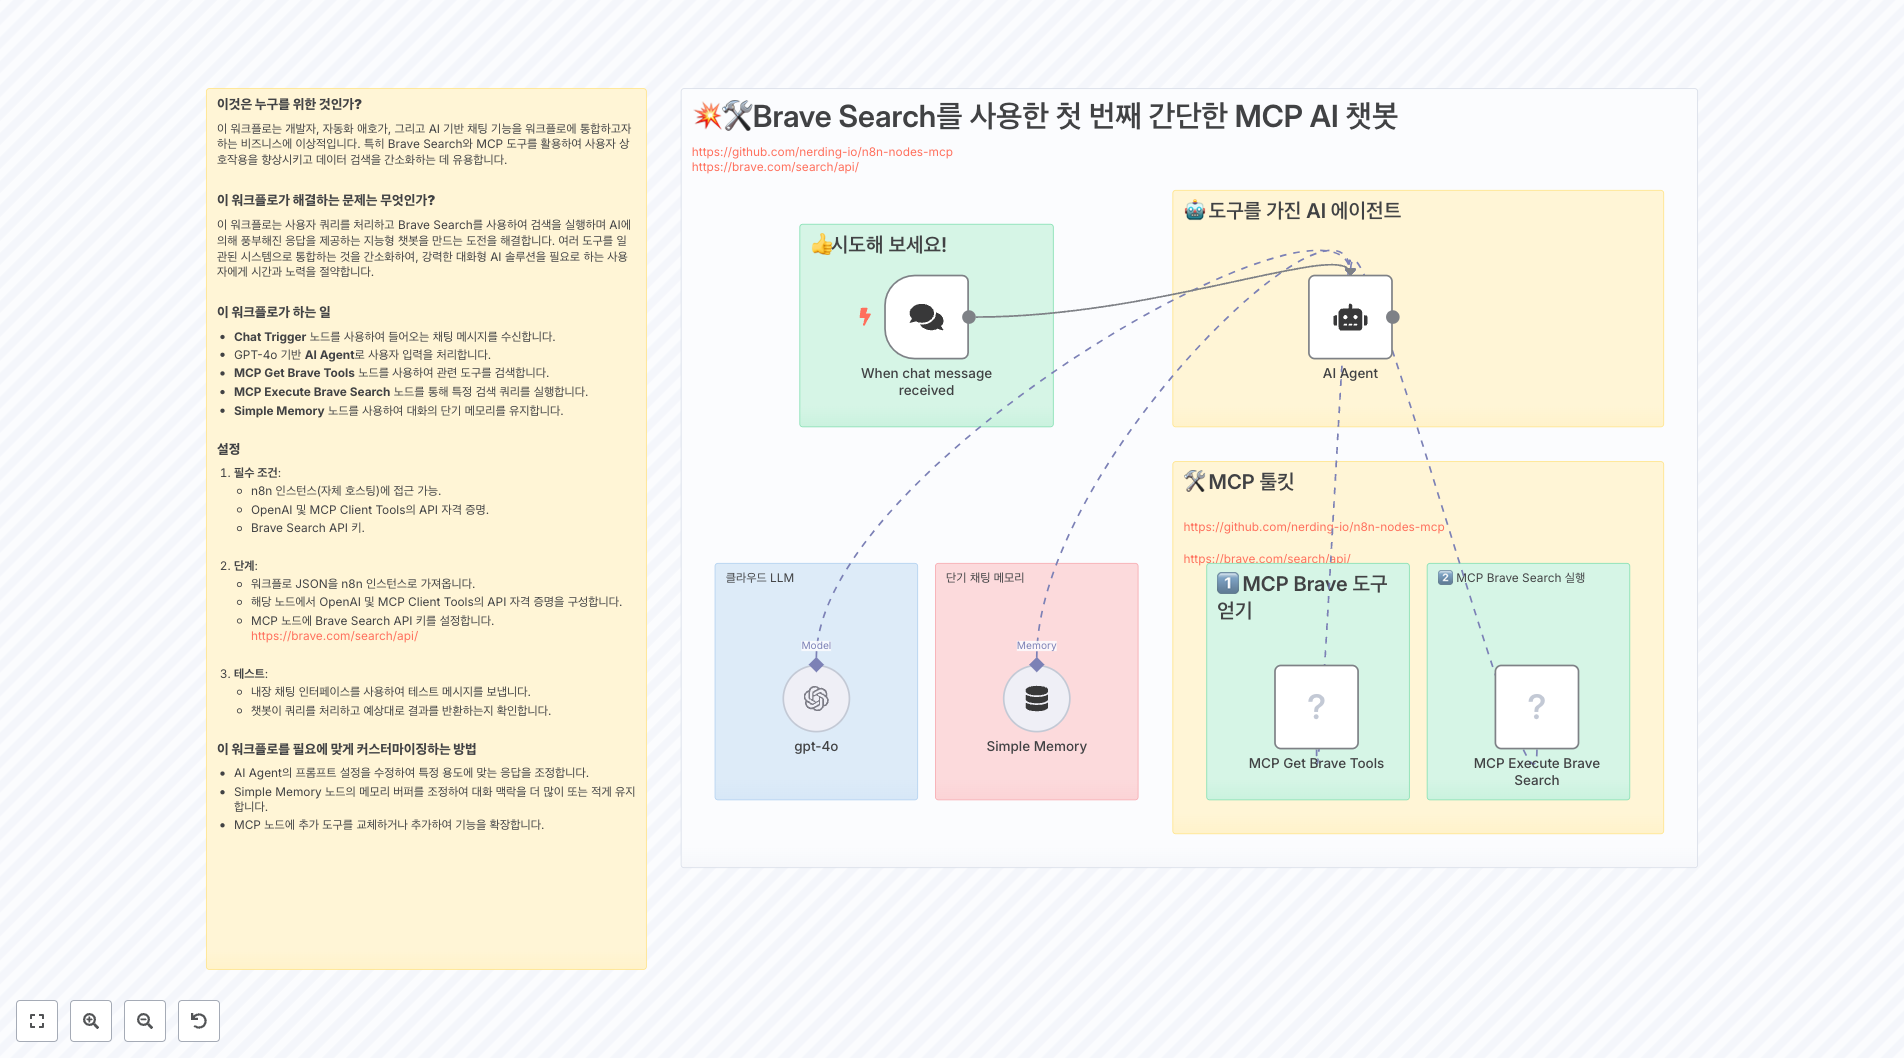 이것은 누구를 위한 것인가?
이 워크플로는 개발자, 자동화 애호가, 그리고 AI 기반 채팅 기능을 워크플로에 통합하고자
하는 비즈니스에 이상적입니다. 특히 Brave Search와 MCP 도구를 활용하여 사용자 상
호작용을 향상시키고 데이터 검색을 간소화하는 데 유용합니다.
이 워크플로가 해결하는 문제는 무엇인가?
이 워크플로는 사용자 쿼리를 처리하고 Brave Search를 사용하여 검색을 실행하며 AI에
의해 풍부해진 응답을 제공하는 지능형 챗봇을 만드는 도전을 해결합니다. 여러 도구를 일
관된 시스템으로 통합하는 것을 간소화하여, 강력한 대화형 AI 솔루션을 필요로 하는 사용
자에게 시간과 노력을 절약합니다.
이 워크플로가 하는 일
• Chat Trigger 노드를 사용하여 들어오는 채팅 메시지를 수신합니다.
• GPT-4o 기반 AI Agent로 사용자 입력을 처리합니다.
• MCP Get Brave Tools 노드를 사용하여 관련 도구를 검색합니다.
• MCP Execute Brave Search 노드를 통해 특정 검색 쿼리를 실행합니다.
• Simple Memory 노드를 사용하여 대화의 단기 메모리를 유지합니다.
설정
1. 필수 조건:
n8n 인스턴스(자체 호스팅)에 접근 가능.
OpenAI 및 MCP Client Tools의 API 자격 증명.
Brave Search API 키.
2. 단계:
워크플로 JSON을 n8n 인스턴스로 가져옵니다.
해당 노드에서 OpenAI 및 MCP Client Tools의 API 자격 증명을 구성합니다.
MCP 노드에 Brave Search API 키를 설정합니다.
https://brave.com/search/api/
3. 테스트:
내장 채팅 인터페이스를 사용하여 테스트 메시지를 보냅니다.
챗봇이 쿼리를 처리하고 예상대로 결과를 반환하는지 확인합니다.
이 워크플로를 필요에 맞게 커스터마이징하는 방법
• AI Agent의 프롬프트 설정을 수정하여 특정 용도에 맞는 응답을 조정합니다.
• Simple Memory 노드의 메모리 버퍼를 조정하여 대화 맥락을 더 많이 또는 적게 유지
합니다.
• MCP 노드에 추가 도구를 교체하거나 추가하여 기능을 확장합니다.
💥🛠️Brave Search를 사용한 첫 번째 간단한 MCP AI 챗봇
https://github.com/nerding-io/n8n-nodes-mcp
https://brave.com/search/api/
👍시도해 보세요!
When chat message
received
🤖도구를 가진 AI 에이전트
AI Agent
🛠️MCP 툴킷
https://github.com/nerding-io/n8n-nodes-mcp
https://brave.com/search/api/
클라우드 LLM
Model
gpt-4o
단기 채팅 메모리
Memory
Simple Memory
1️⃣MCP Brave 도구
얻기
?
MCP Get Brave Tools
2️⃣ MCP Brave Search 실행
?
MCP Execute Brave
Search